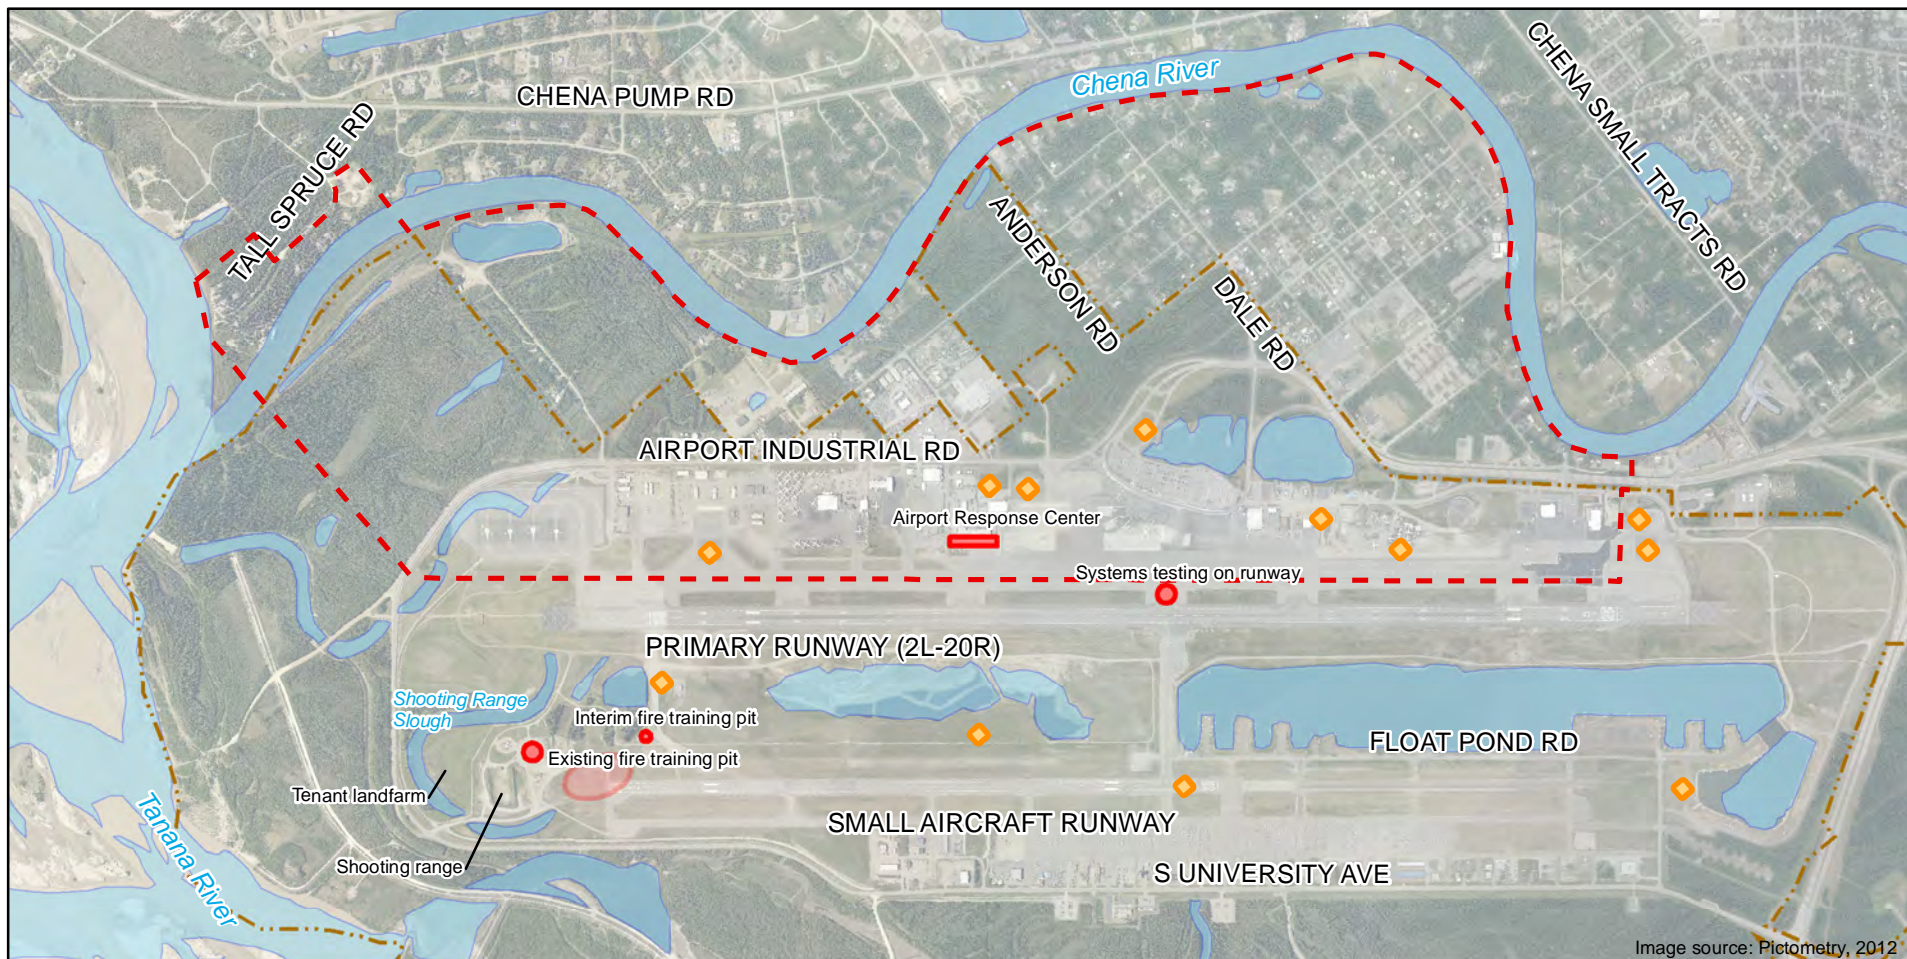 CHENA PUMP RD
Chena River
CHENA SMALL TRACTS RD
TALL SPRUCE RD
ANDERSON RD
DALE RD
AIRPORT INDUSTRIAL RD
Airport Response Center
Systems testing on runway
PRIMARY RUNWAY (2L-20R)
Shooting Range
Slough
Interim fire training pit
Existing fire training pit
FLOAT POND RD
Tenant landfarm
SMALL AIRCRAFT RUNWAY
Tanana River
Shooting range
S UNIVERSITY AVE
Image source: Pictometry, 2012